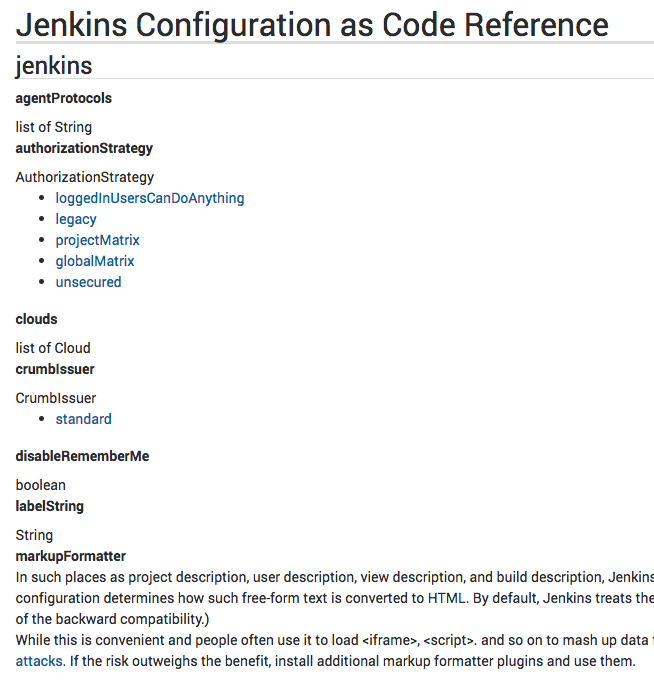 Jenkins Configuration as Code Reference
jenkins
agentProtocols
list of String
authorizationStrategy
AuthorizationStrategy
loggedInUsersCanDoAnything
legacy
projectMatrix
globalMatrix
unsecured
clouds
list of Cloud
crumbIssuer
CrumbIssuer
standard
disableRememberMe
boolean
labelString
String
markupFormatter
In such places as project description, user description, view description, and build description, Jenkins
configuration determines how such free-form text is converted to HTML. By default, Jenkins treats the
of the backward compatibility.)
While this is convenient and people often use it to load <iframe>, <script>. and so on to mash up data
attacks. If the risk outweighs the benefit, install additional markup formatter plugins and use them.